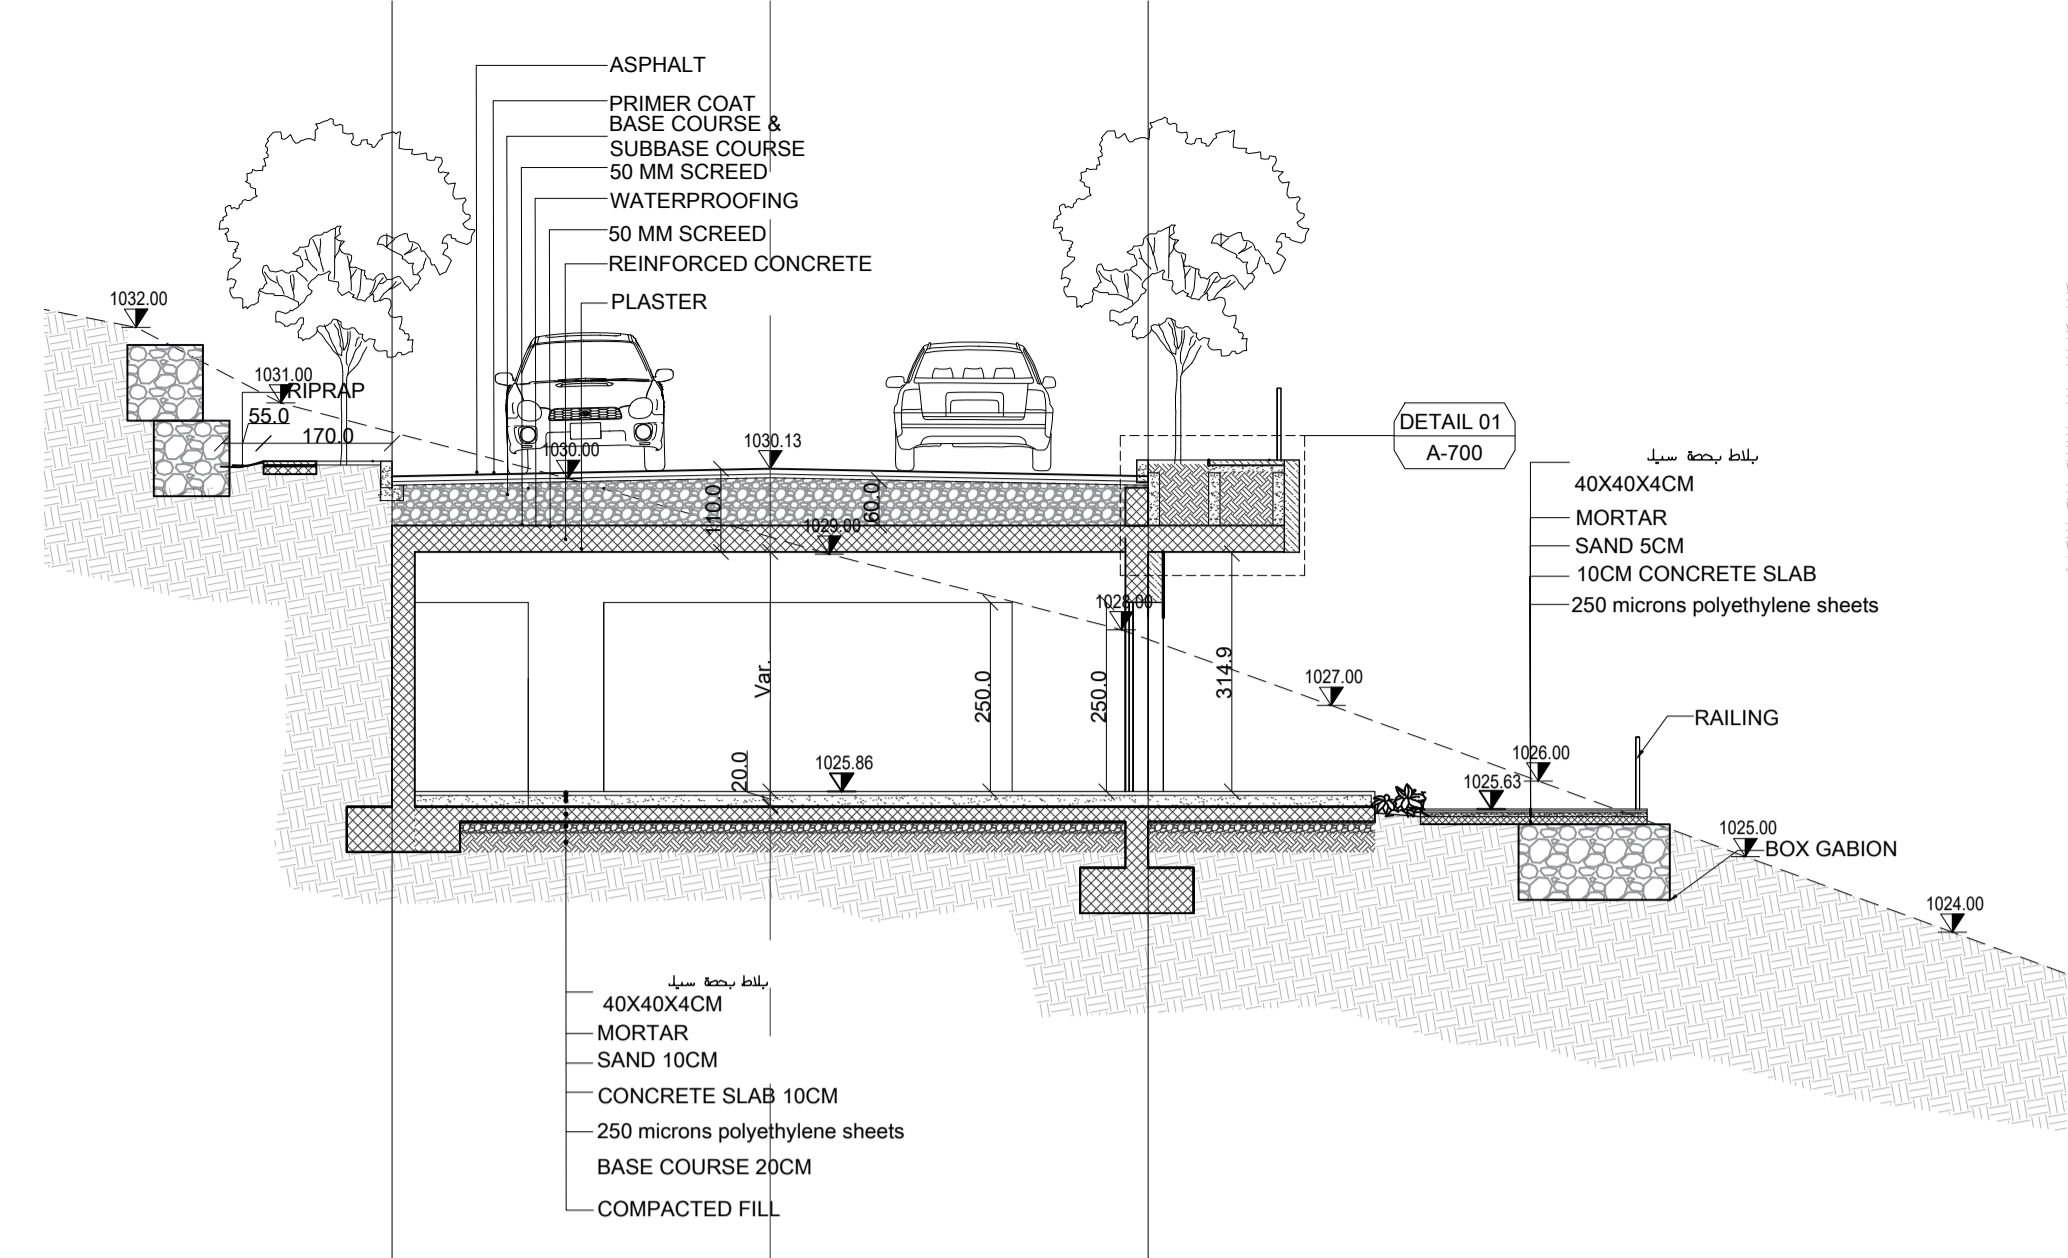 ASPHALT
PRIMER COAT
BASE COURSE &
SUBBASE COURSE
50 MM SCREED
WATERPROOFING
50 MM SCREED
REINFORCED CONCRETE
PLASTER
1032.00
1031.00
RIPRAP
55.0
170.0
1030.00
1030.13
110.0
60.0
1029.00
DETAIL 01
A-700
بلاط بحصة سيل
40X40X4CM
MORTAR
SAND 5CM
10CM CONCRETE SLAB
250 microns polyethylene sheets
1028.00
Var.
250.0
250.0
314.9
1027.00
RAILING
20.0
1025.86
1026.00
1025.63
1025.00
BOX GABION
1024.00
بلاط بحصة سيل
40X40X4CM
MORTAR
SAND 10CM
CONCRETE SLAB 10CM
250 microns polyethylene sheets
BASE COURSE 20CM
COMPACTED FILL